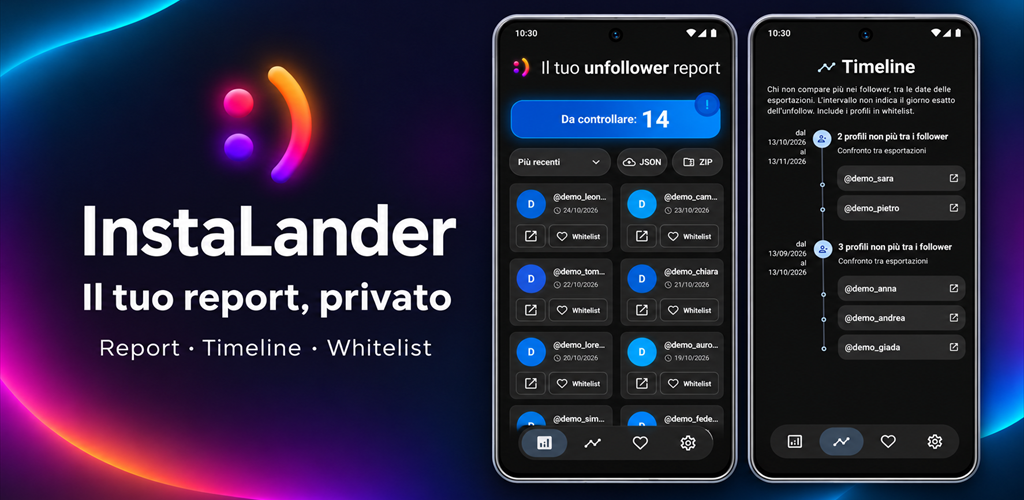 InstaLander
Il tuo report, privato
Report · Timeline · Whitelist
10:30
Il tuo unfollower report
Da controllare: 14
!
Più recenti
JSON
ZIP
D
@demo_leon...
24/10/2026
Whitelist
D
@demo_cam...
23/10/2026
Whitelist
D
@demo_tom...
22/10/2026
Whitelist
D
@demo_chiara
21/10/2026
Whitelist
D
@demo_lore...
20/10/2026
Whitelist
D
@demo_auro...
19/10/2026
Whitelist
D
@demo_sim...
D
@demo_fede...
10:30
Timeline
Chi non compare più nei follower, tra le date delle
esportazioni. L'intervallo non indica il giorno esatto
dell'unfollow. Include i profili in whitelist.
dal
13/10/2026
al
13/11/2026
2 profili non più tra i follower
Confronto tra esportazioni
@demo_sara
@demo_pietro
dal
13/09/2026
al
13/10/2026
3 profili non più tra i follower
Confronto tra esportazioni
@demo_anna
@demo_andrea
@demo_giada